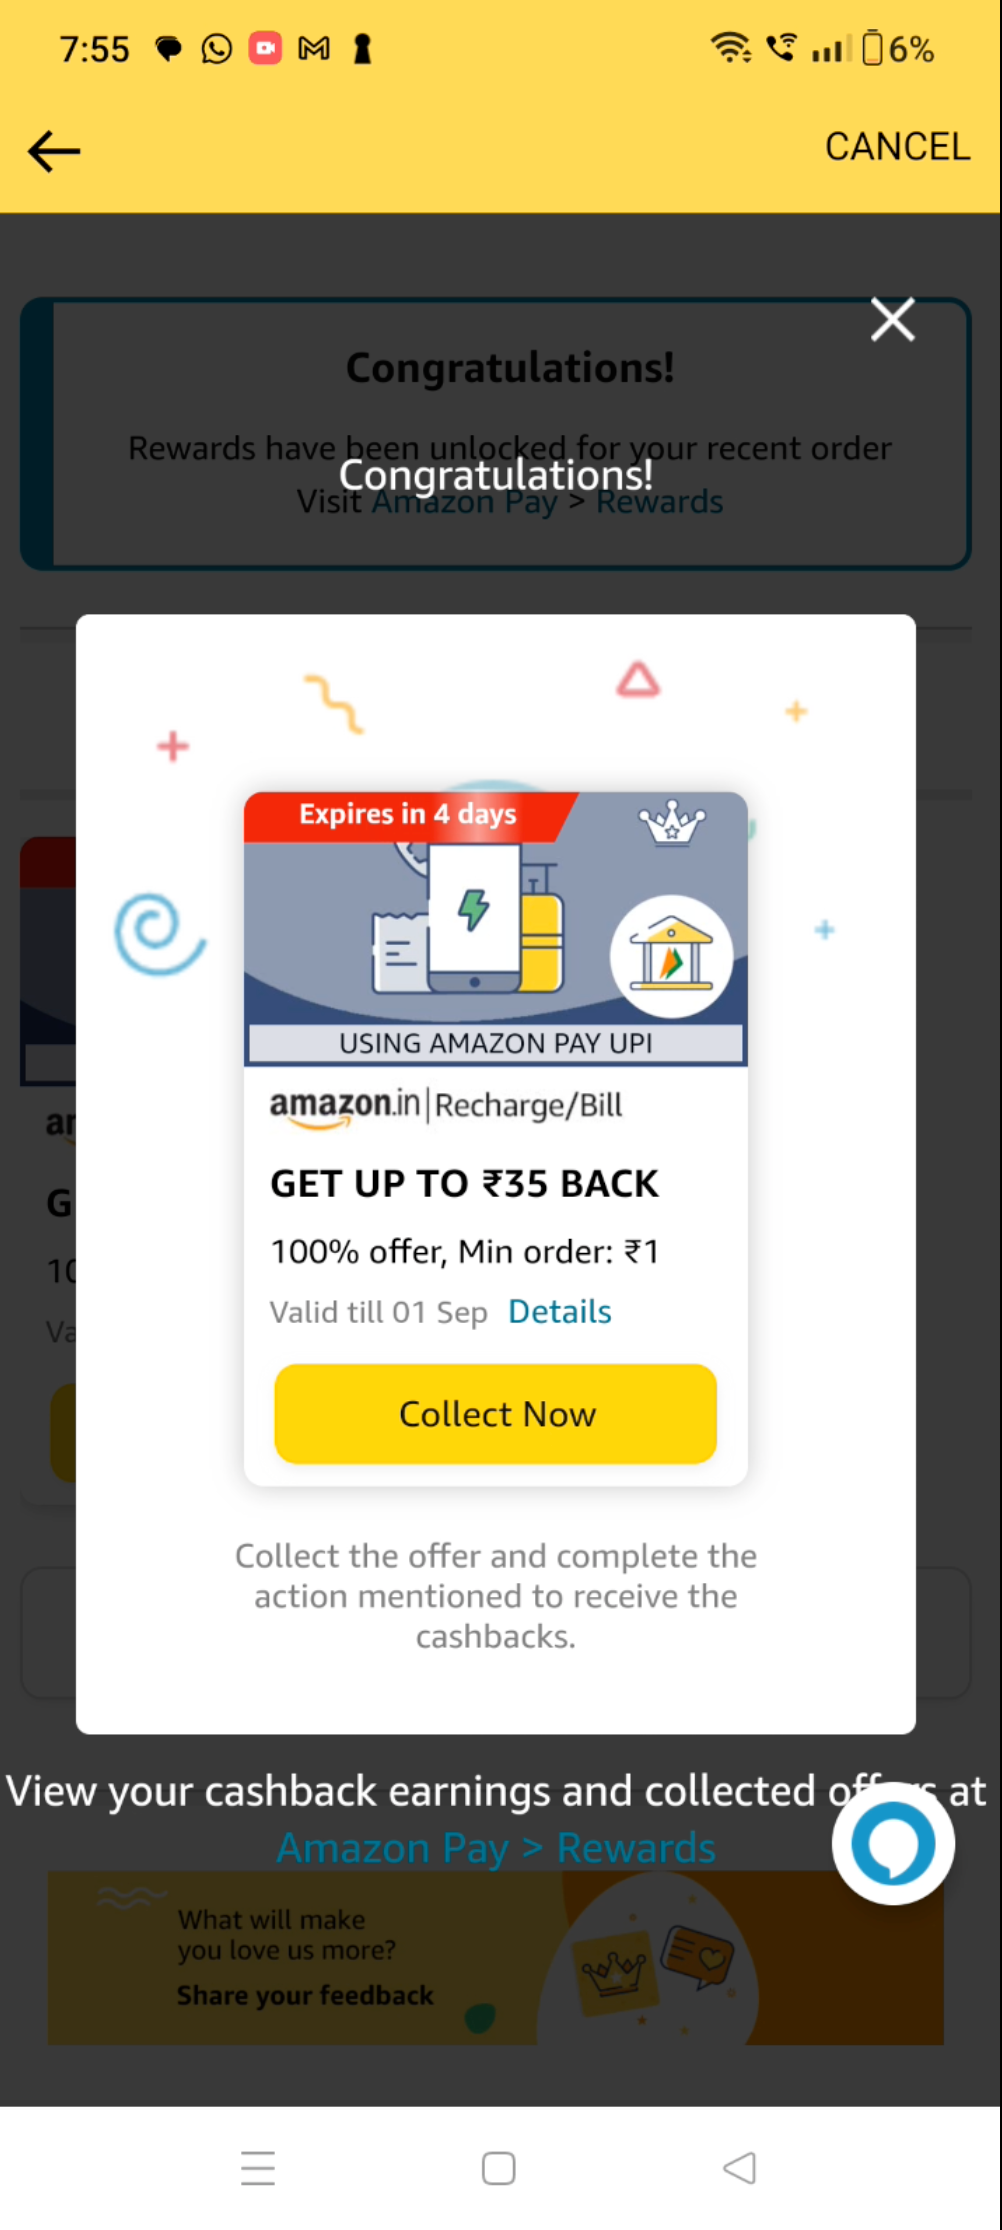 7:55
6%
CANCEL
Congratulations!
Rewards have been unlocked for your recent order
Congratulations!
Visit Amazon Pay > Rewards
Expires in 4 days
USING AMAZON PAY UPI
amazon.in | Recharge/Bill
GET UP TO ₹35 BACK
100% offer, Min order: ₹1
Valid till 01 Sep Details
Collect Now
Collect the offer and complete the
action mentioned to receive the
cashbacks.
View your cashback earnings and collected offers at
Amazon Pay > Rewards
What will make
you love us more?
Share your feedback